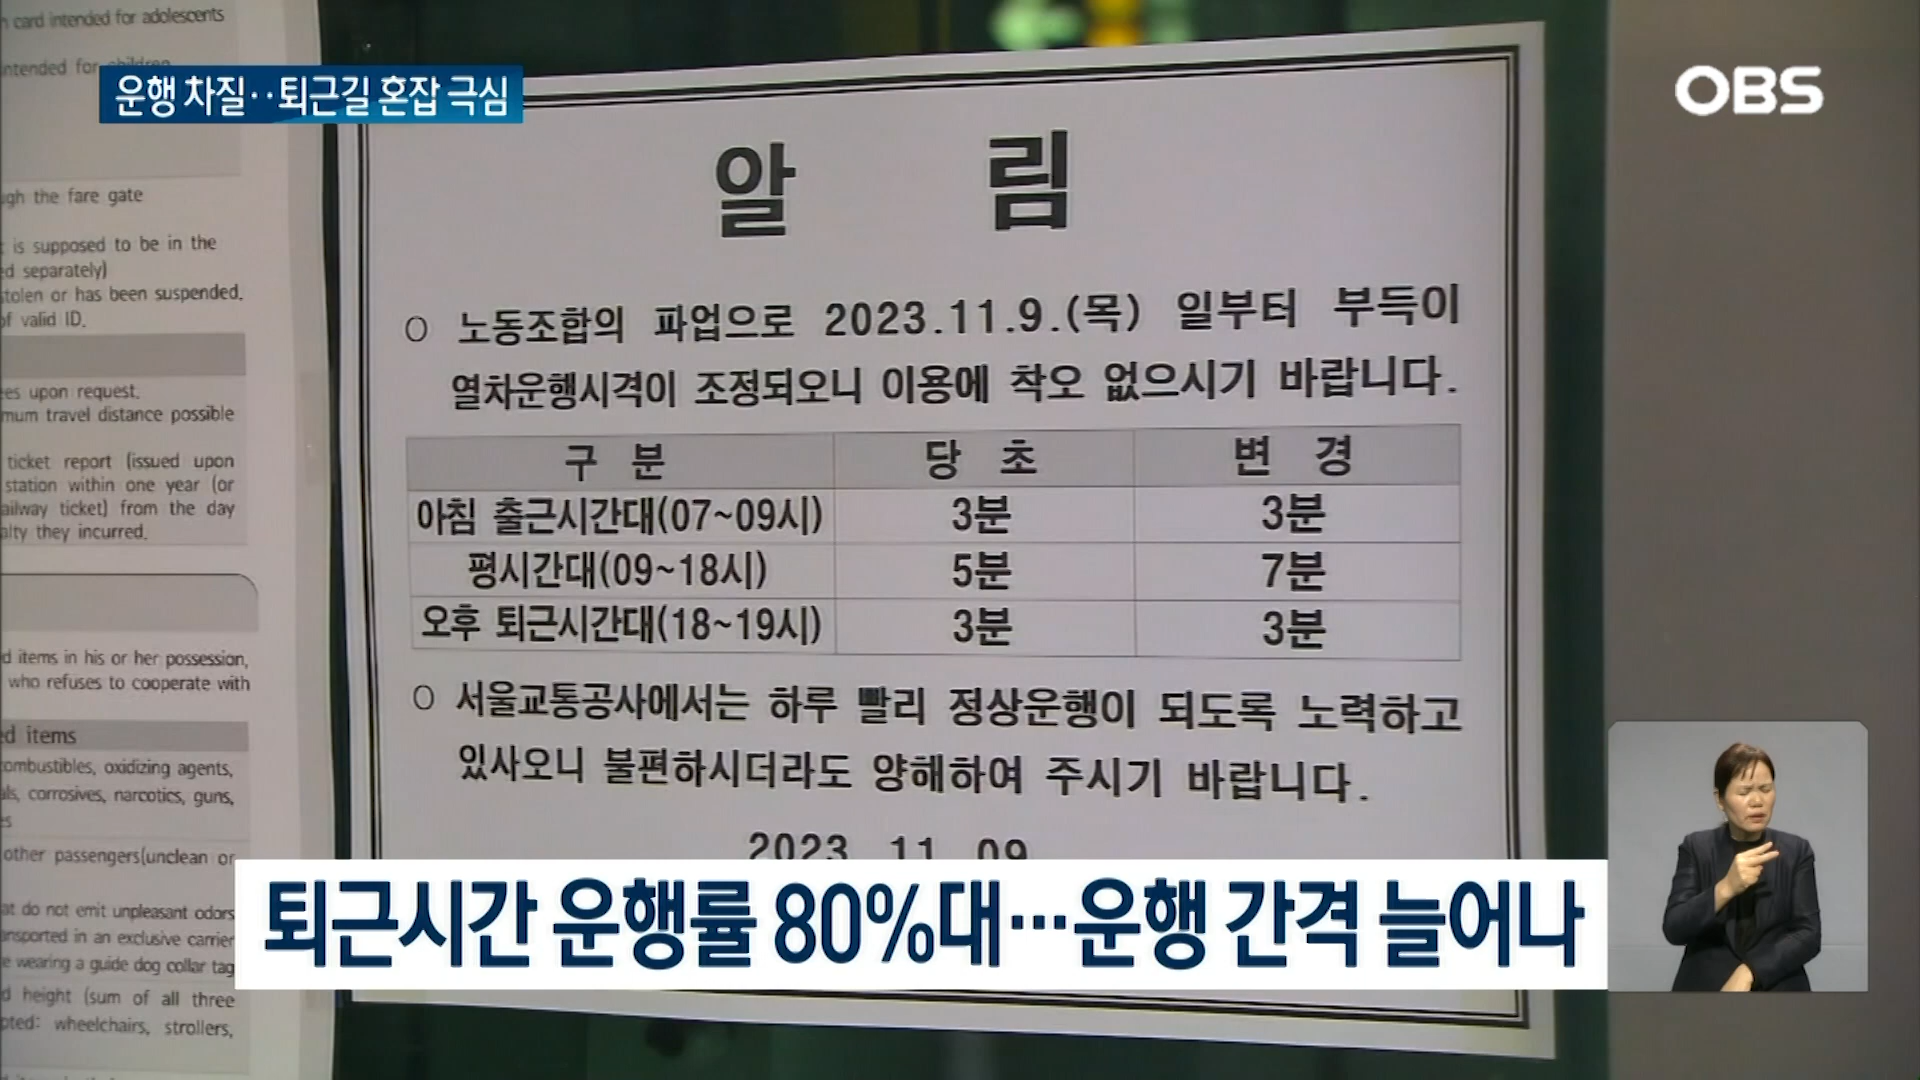 card intended for adolescents
운행 차질··퇴근길 혼잡 극심
OBS
the fare gate
is supposed to be in the
separately)
stolen or has been suspended.
of valid ID.
upon request.
travel distance possible
ticket report (issued upon
station within one year (or
ticket) from the day
they incurred.
items in his or her possession,
who refuses to cooperate with
items
combustibles, oxidizing agents,
corrosives, narcotics, guns,
other passengers(unclean or
at do not emit unpleasant odors
in an exclusive carrier
wearing a guide dog collar tag
height (sum of all three
wheelchairs, strollers,
알 림
O 노동조합의 파업으로 2023.11.9.(목) 일부터 부득이
열차운행시격이 조정되오니 이용에 착오 없으시기 바랍니다.
구 분 당 초 변 경
아침 출근시간대(07~09시) 3분 3분
평시간대(09~18시) 5분 7분
오후 퇴근시간대(18~19시) 3분 3분
O 서울교통공사에서는 하루 빨리 정상운행이 되도록 노력하고
있사오니 불편하시더라도 양해하여 주시기 바랍니다.
2023. 11. 09
퇴근시간 운행률 80%대···운행 간격 늘어나